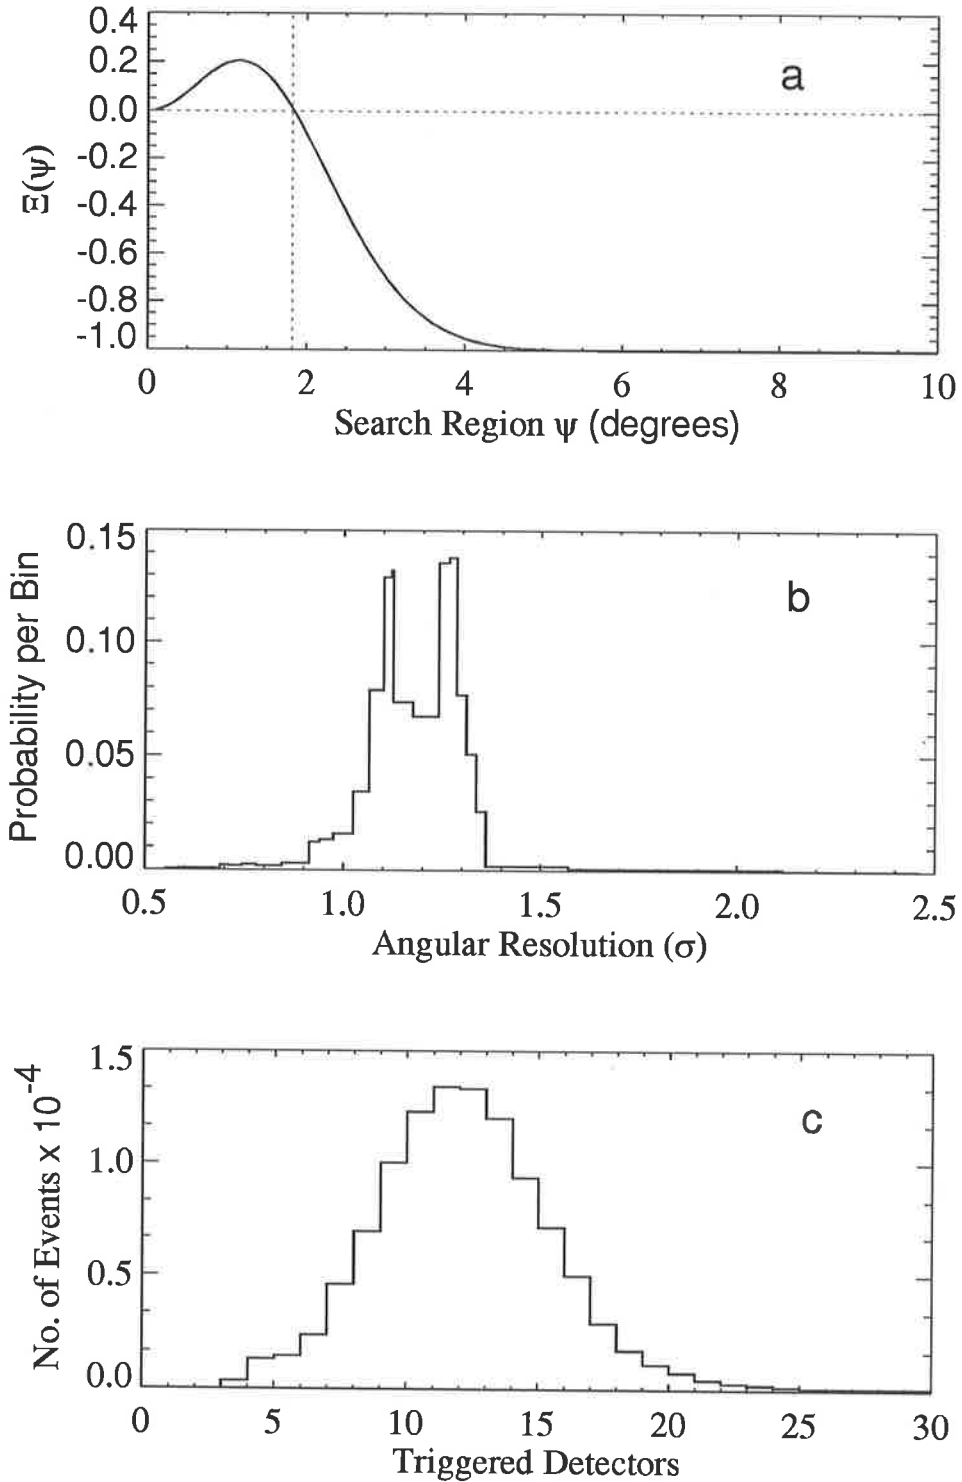 a
0.4
0.2
0.0
-0.2
-0.4
-0.6
-0.8
-1.0
Ξ(ψ)
0 2 4 6 8 10
Search Region ψ (degrees)
b
0.15
0.10
0.05
0.00
Probability per Bin
0.5 1.0 1.5 2.0 2.5
Angular Resolution (σ)
c
1.5
1.0
0.5
0.0
No. of Events x 10⁻⁴
0 5 10 15 20 25 30
Triggered Detectors